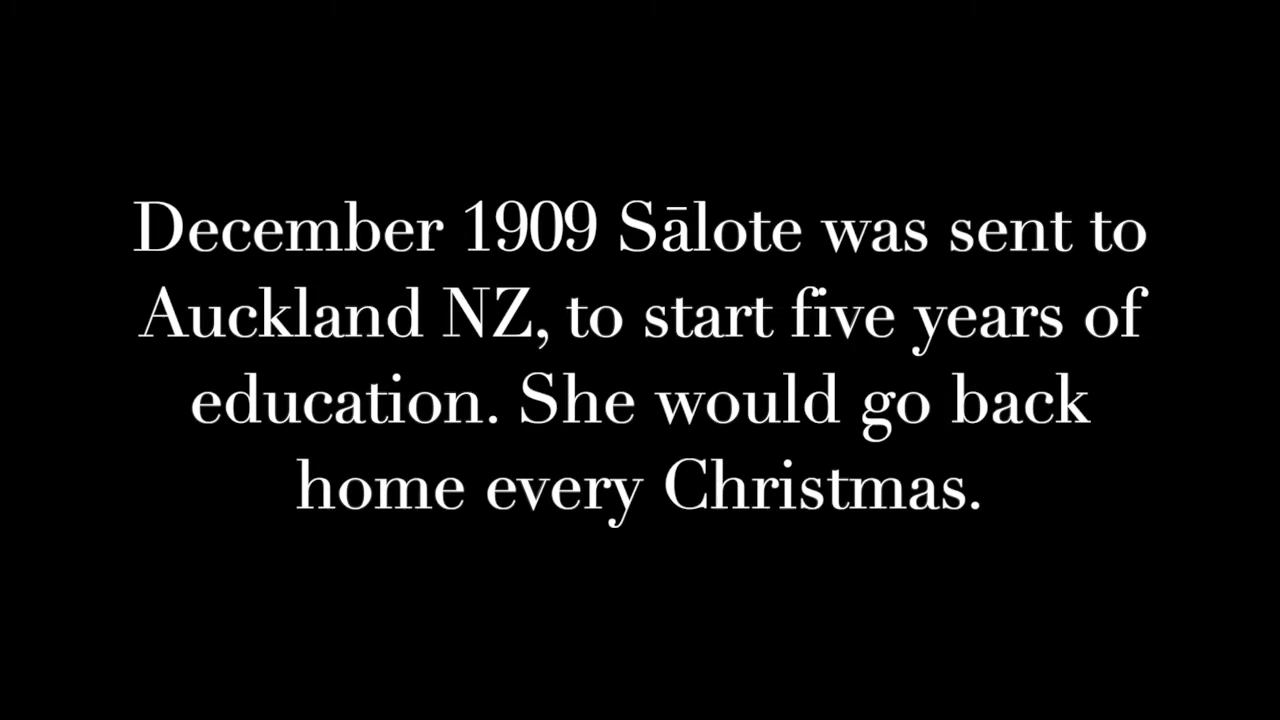 December 1909 Sālote was sent to
Auckland NZ, to start five years of
education. She would go back
home every Christmas.